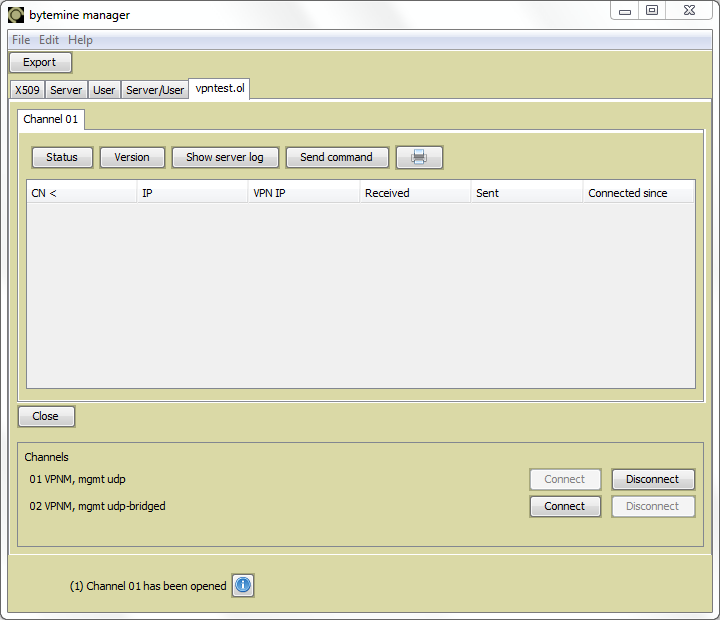 bytemine manager
File Edit Help
Export
X509 Server User Server/User vpntest.ol
Channel 01
Status Version Show server log Send command
CN < IP VPN IP Received Sent Connected since
Close
Channels
01 VPNM, mgmt udp Connect Disconnect
02 VPNM, mgmt udp-bridged Connect Disconnect
(1) Channel 01 has been opened